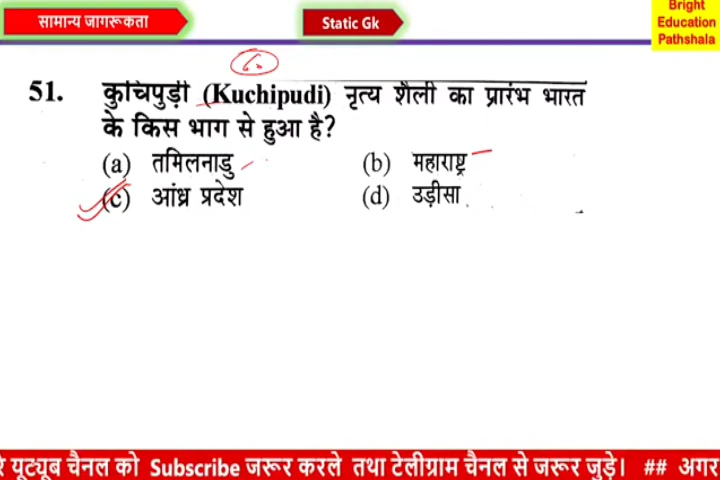 सामान्य जागरूकता
Static Gk
Bright
Education
Pathshala
51. कुचिपुड़ी (Kuchipudi) नृत्य शैली का प्रारंभ भारत
के किस भाग से हुआ है?
(a) तमिलनाडु (b) महाराष्ट्र
(c) आंध्र प्रदेश (d) उड़ीसा
यूट्यूब चैनल को Subscribe जरूर करले तथा टेलीग्राम चैनल से जरूर जुड़े। ## अगर